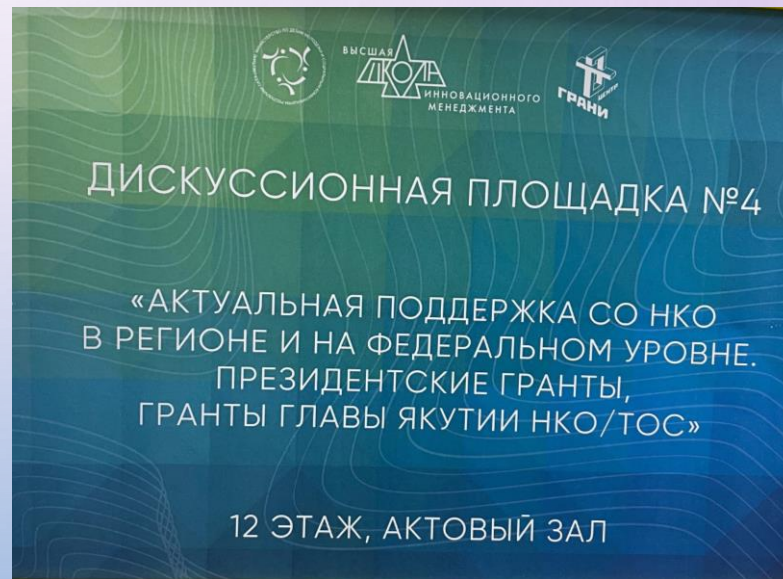 ВЫСШАЯ
ШКОЛА
ИННОВАЦИОННОГО
МЕНЕДЖМЕНТА
ГРАНИ
ЦЕНТР
ДИСКУССИОННАЯ ПЛОЩАДКА №4
«АКТУАЛЬНАЯ ПОДДЕРЖКА СО НКО
В РЕГИОНЕ И НА ФЕДЕРАЛЬНОМ УРОВНЕ.
ПРЕЗИДЕНТСКИЕ ГРАНТЫ,
ГРАНТЫ ГЛАВЫ ЯКУТИИ НКО/ТОС»
12 ЭТАЖ, АКТОВЫЙ ЗАЛ